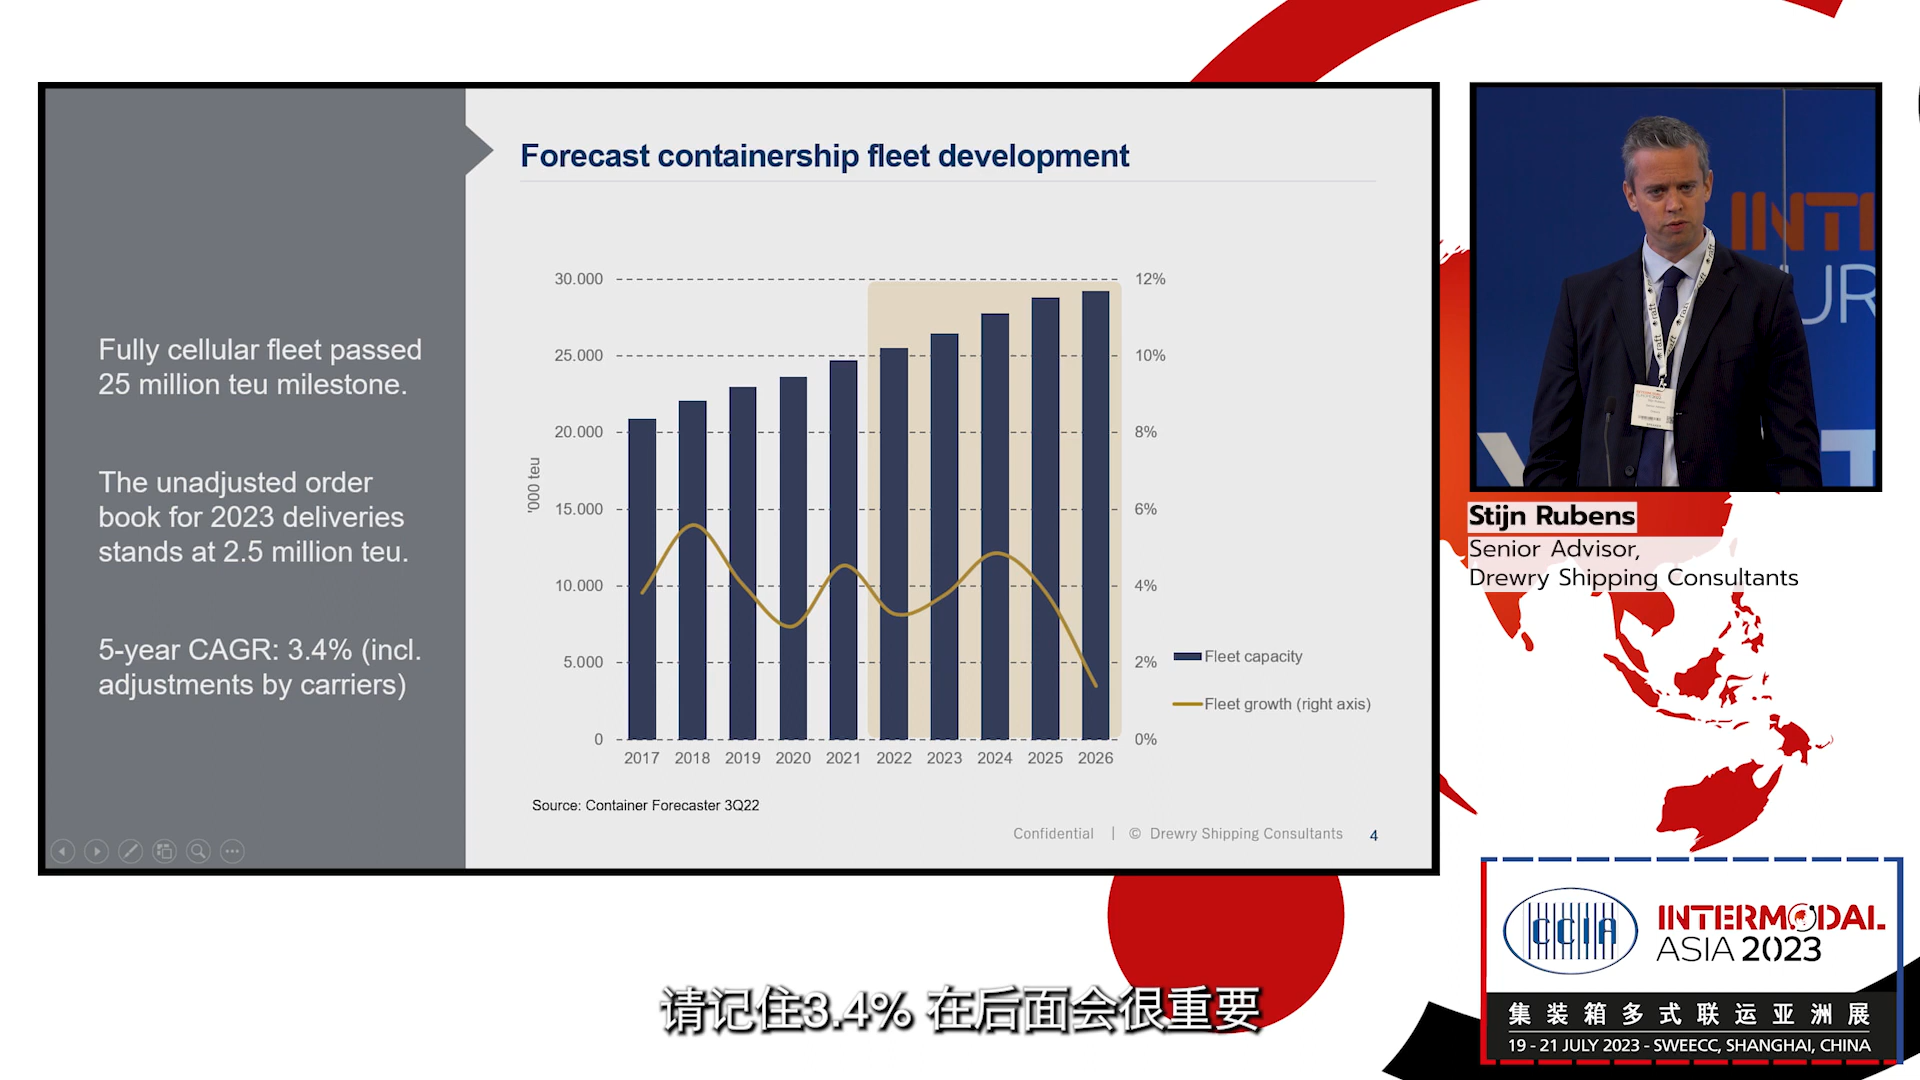 Forecast containership fleet development
Fully cellular fleet passed
25 million teu milestone.
The unadjusted order
book for 2023 deliveries
stands at 2.5 million teu.
5-year CAGR: 3.4% (incl.
adjustments by carriers)
'000 teu
30.000
25.000
20.000
15.000
10.000
5.000
0
12%
10%
8%
6%
4%
2%
0%
2017 2018 2019 2020 2021 2022 2023 2024 2025 2026
Fleet capacity
Fleet growth (right axis)
Source: Container Forecaster 3Q22
Confidential | © Drewry Shipping Consultants 4
Stijn Rubens
Senior Advisor,
Drewry Shipping Consultants
CCIA
INTERMODAL
ASIA 2023
集装箱多式联运亚洲展
19 - 21 JULY 2023 - SWEECC, SHANGHAI, CHINA
请记住3.4% 在后面会很重要